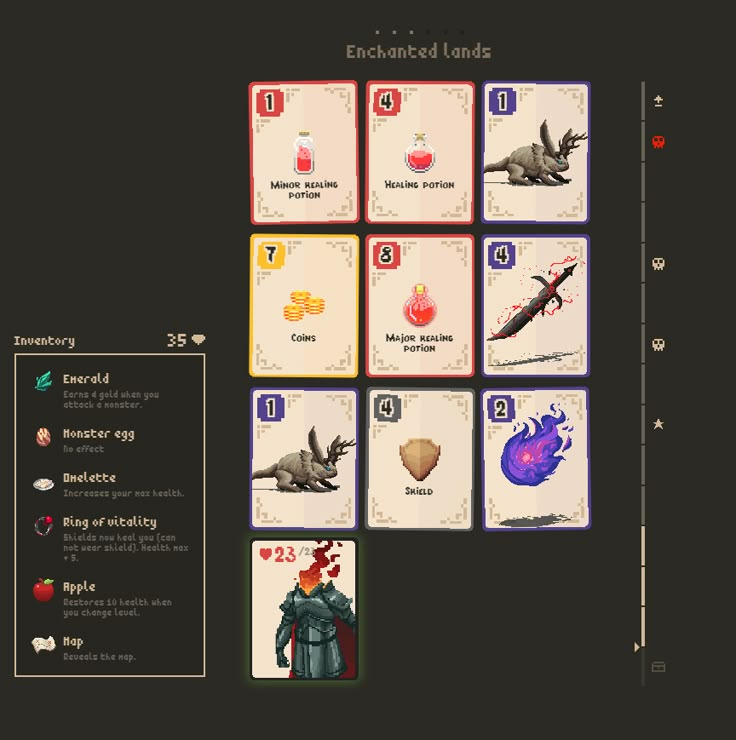 Enchanted lands
1
4
1
Minor healing
potion
Healing potion
7
8
4
Coins
Major healing
potion
Inventory 35
Emerald
Earns 4 gold when you
attack a monster.
Monster egg
No effect
Omelette
Increases your max health.
Ring of vitality
Shields now heal you (can
not wear shield). Health max
+ 5.
Apple
Restores 10 health when
you change level.
Map
Reveals the map.
1
4
2
Shield
23